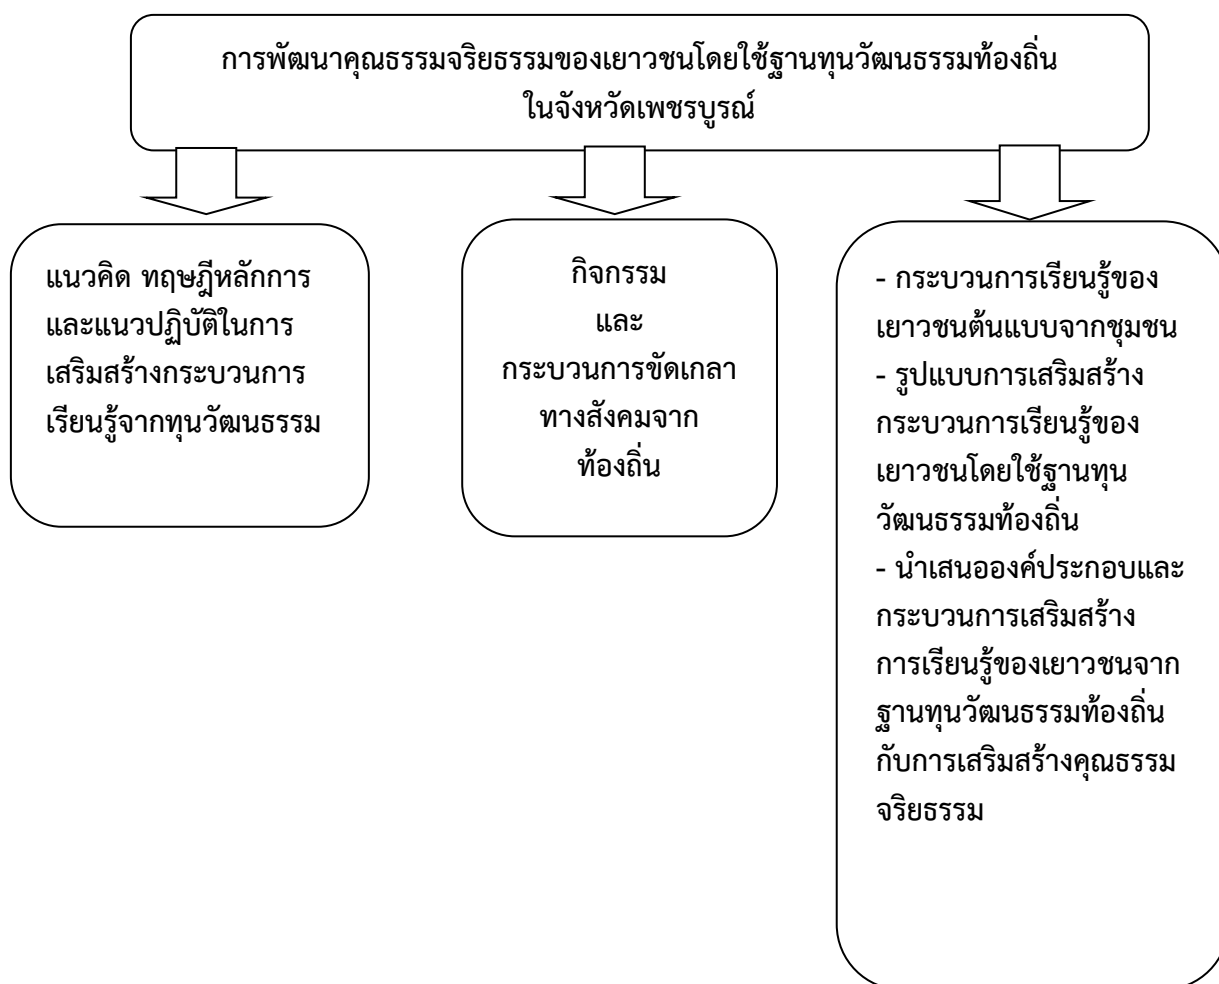 การพัฒนาคุณธรรมจริยธรรมของเยาวชนโดยใช้ฐานทุนวัฒนธรรมท้องถิ่น
ในจังหวัดเพชรบูรณ์
แนวคิด ทฤษฎีหลักการ
และแนวปฏิบัติในการ
เสริมสร้างกระบวนการ
เรียนรู้จากทุนวัฒนธรรม
กิจกรรม
และ
กระบวนการขัดเกลา
ทางสังคมจาก
ท้องถิ่น
- กระบวนการเรียนรู้ของ
เยาวชนต้นแบบจากชุมชน
- รูปแบบการเสริมสร้าง
กระบวนการเรียนรู้ของ
เยาวชนโดยใช้ฐานทุน
วัฒนธรรมท้องถิ่น
- นำเสนอองค์ประกอบและ
กระบวนการเสริมสร้าง
การเรียนรู้ของเยาวชนจาก
ฐานทุนวัฒนธรรมท้องถิ่น
กับการเสริมสร้างคุณธรรม
จริยธรรม